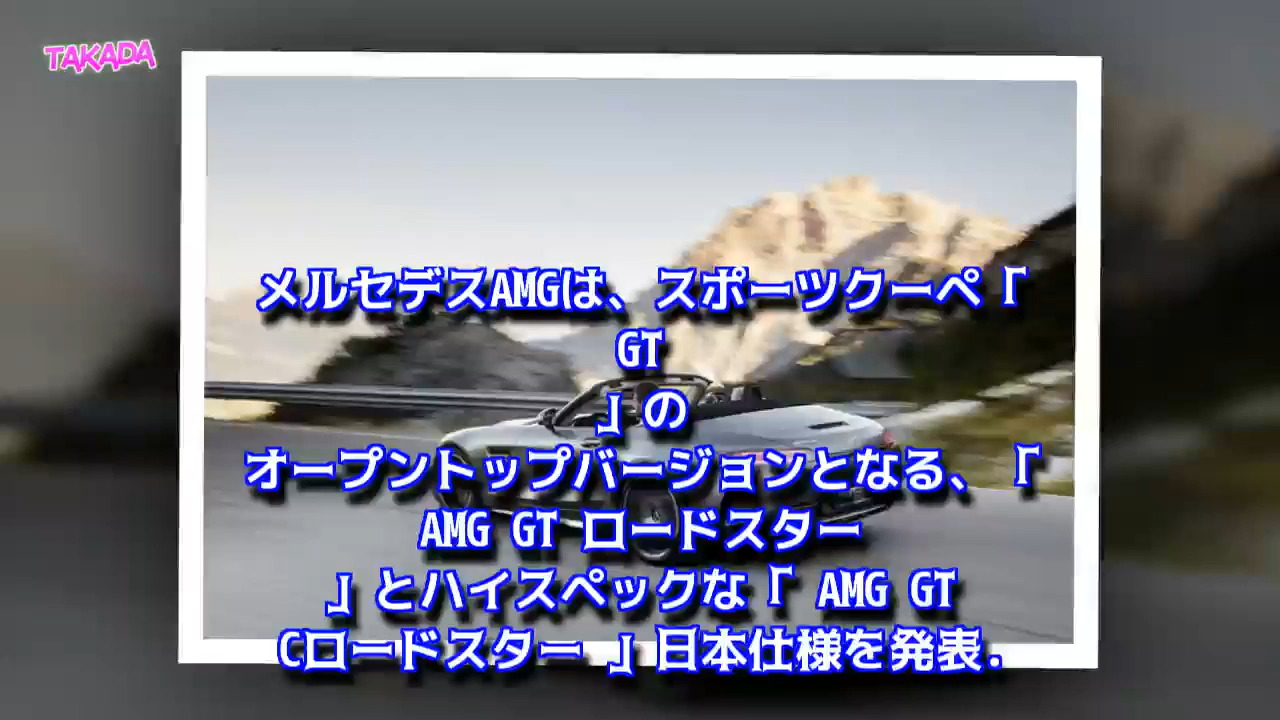 TAKADA
メルセデスAMGは、スポーツクーペ「
GT
」の
オープントップバージョンとなる、「
AMG GT ロードスター
」とハイスペックな「 AMG GT
Cロードスター 」日本仕様を発表.